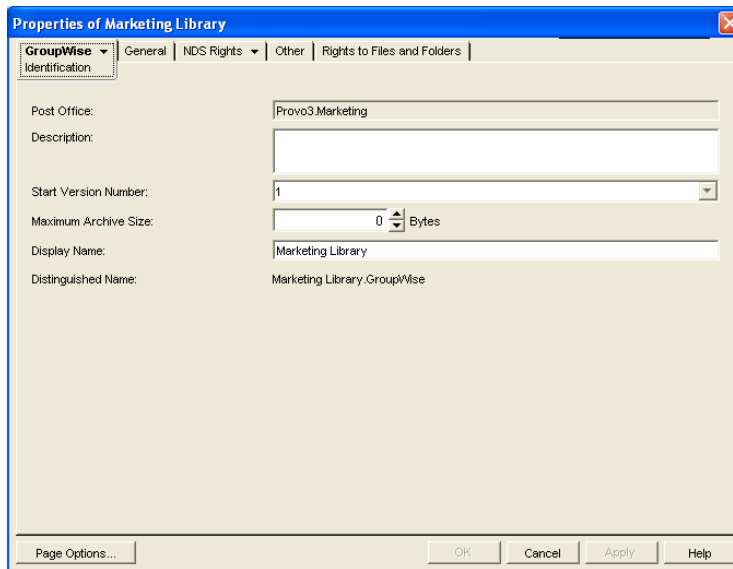 Properties of Marketing Library
GroupWise General NDS Rights Other Rights to Files and Folders
Identification
Post Office: Provo3.Marketing
Description:
Start Version Number: 1
Maximum Archive Size: 0 Bytes
Display Name: Marketing Library
Distinguished Name: Marketing Library.GroupWise
Page Options... OK Cancel Apply Help